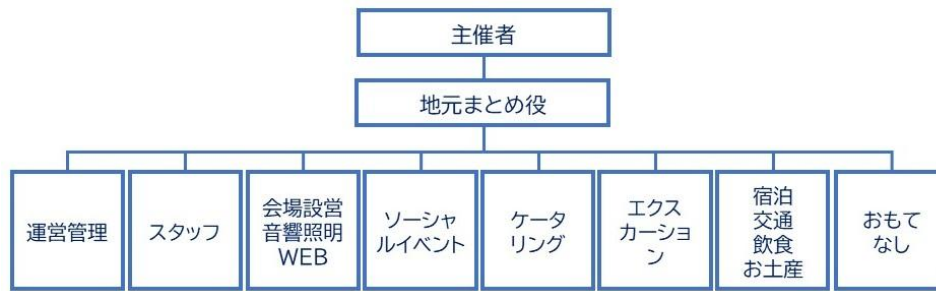 主催者
地元まとめ役
運営管理
スタッフ
会場設営
音響照明
WEB
ソーシャ
ルイベント
ケータ
リング
エクス
カーショ
ン
宿泊
交通
飲食
お土産
おもて
なし